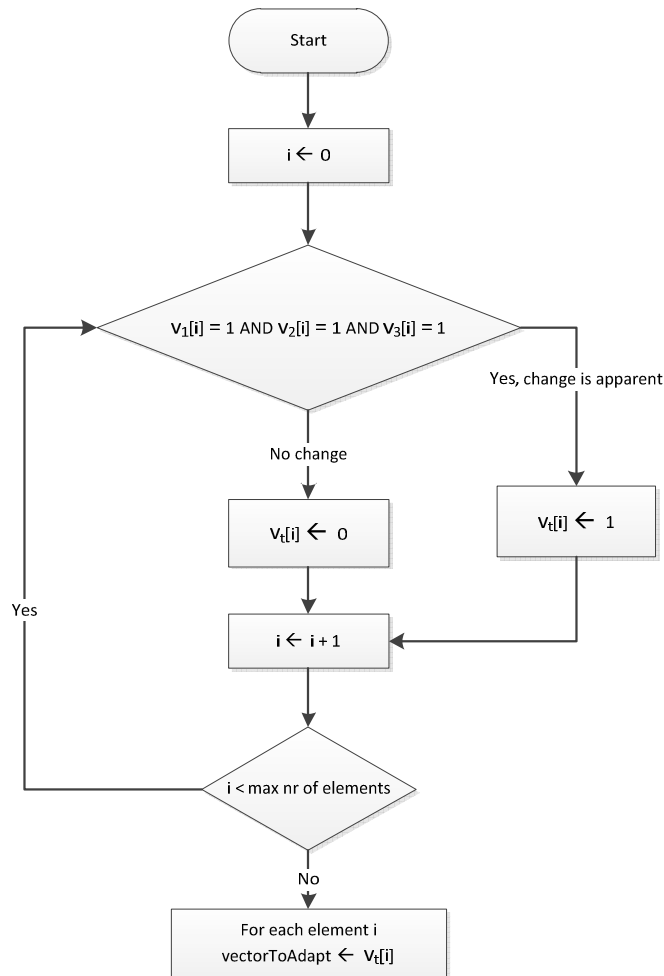 Start
i ← 0
v₁[i] = 1 AND v₂[i] = 1 AND v₃[i] = 1
Yes, change is apparent
No change
vₜ[i] ← 0
vₜ[i] ← 1
Yes
i ← i + 1
i < max nr of elements
No
For each element i
vectorToAdapt ← vₜ[i]